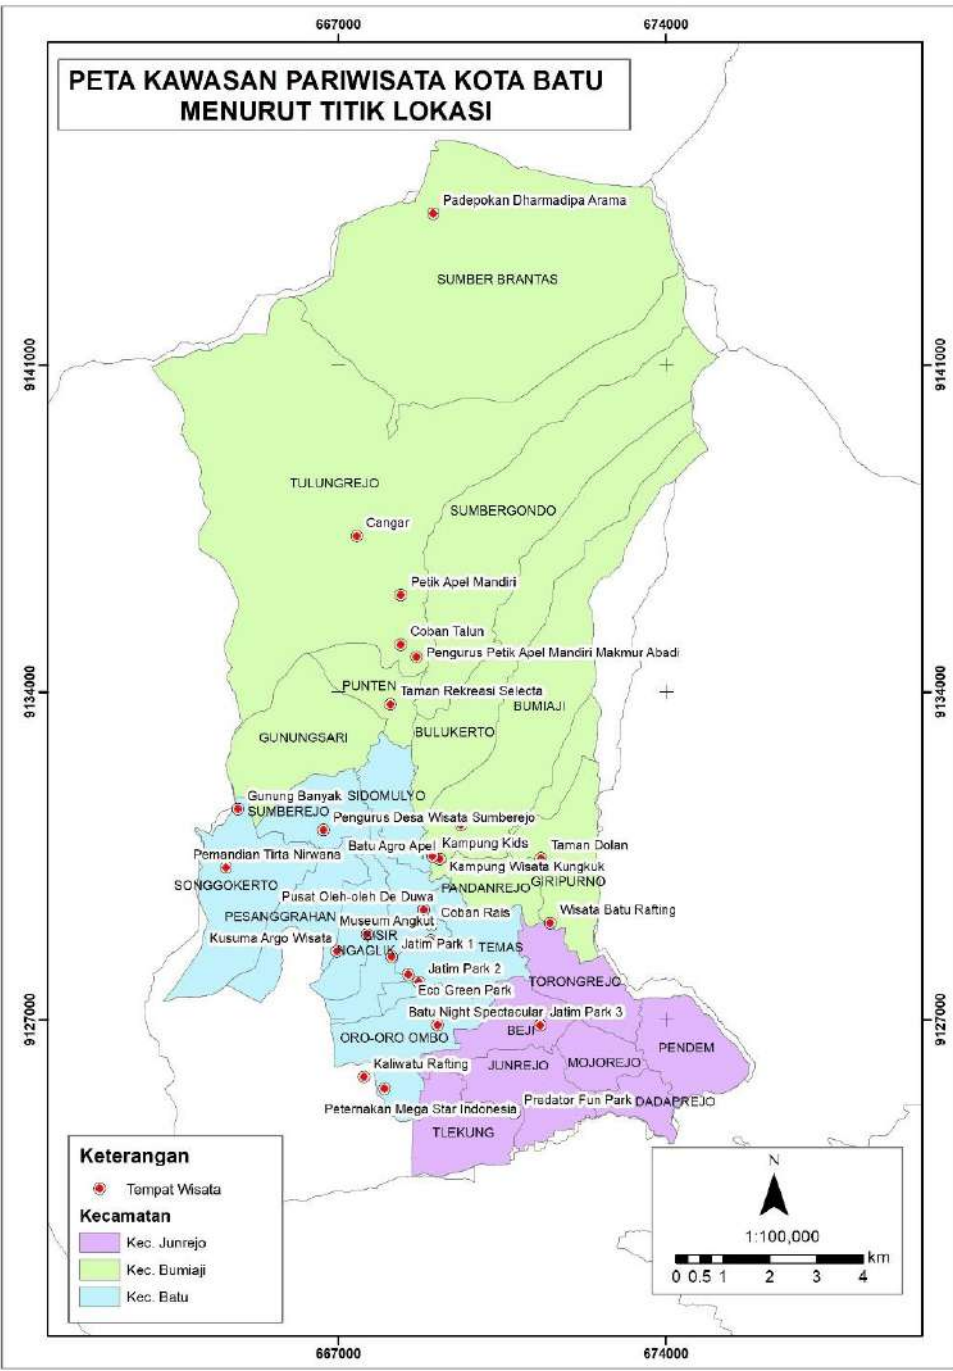 667000
674000
PETA KAWASAN PARIWISATA KOTA BATU
MENURUT TITIK LOKASI
Padepokan Dharmadipa Arama
SUMBER BRANTAS
9141000
9141000
TULUNGREJO
SUMBERGONDO
Cangar
Petik Apel Mandiri
Coban Talun
Pengurus Petik Apel Mandiri Makmur Abadi
PUNTEN
Taman Rekreasi Selecta
9134000
9134000
BUMIAJI
GUNUNGSARI
BULUKERTO
Gunung Banyak
SIDOMULYO
SUMBEREJO
Pengurus Desa Wisata Sumberejo
Batu Agro Apel
Kampung Kids
Taman Dolan
Pemandian Tirta Nirwana
Kampung Wisata Kungkuk
SONGGOKERTO
PANDANREJO
GIRIPURNO
Pusat Oleh-oleh De Duwa
PESANGGRAHAN
Museum Angkut
Coban Rais
Wisata Batu Rafting
Kusuma Argo Wisata
SISIR
NGAGLIK
Jatim Park 1
TEMAS
Jatim Park 2
Eco Green Park
TORONGREJO
Batu Night Spectacular
Jatim Park 3
9127000
9127000
ORO-ORO OMBO
BEJI
PENDEM
Kaliwatu Rafting
JUNREJO
MOJOREJO
Peternakan Mega Star Indonesia
Predator Fun Park
DADAPREJO
TLEKUNG
Keterangan
Tempat Wisata
Kecamatan
Kec. Junrejo
Kec. Bumiaji
Kec. Batu
N
1:100,000
km
0 0.5 1 2 3 4
667000
674000